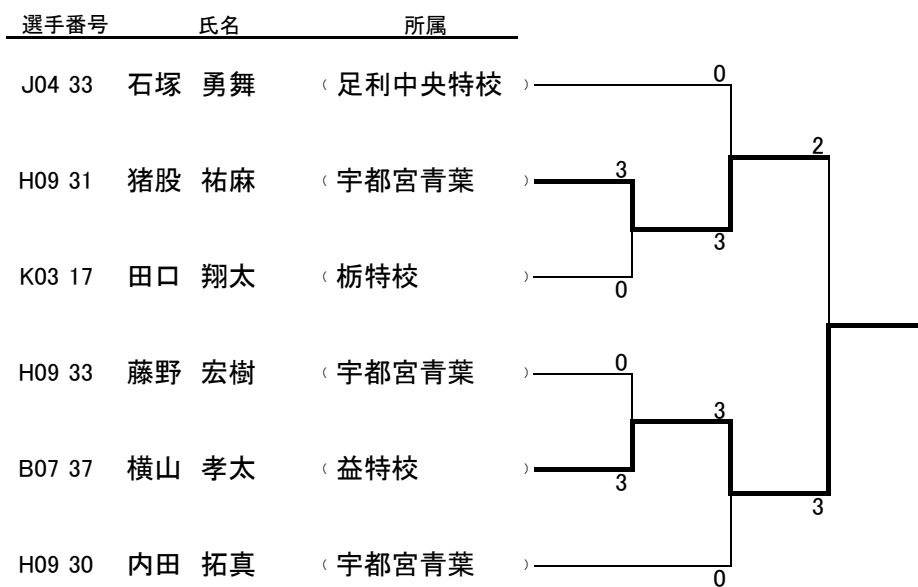 選手番号 氏名 所属
0
J04 33 石塚 勇舞 ( 足利中央特校 )
2
3
H09 31 猪股 祐麻 ( 宇都宮青葉 )
3
K03 17 田口 翔太 ( 栃特校 )
0
0
H09 33 藤野 宏樹 ( 宇都宮青葉 )
3
B07 37 横山 孝太 ( 益特校 )
3
3
H09 30 内田 拓真 ( 宇都宮青葉 )
0